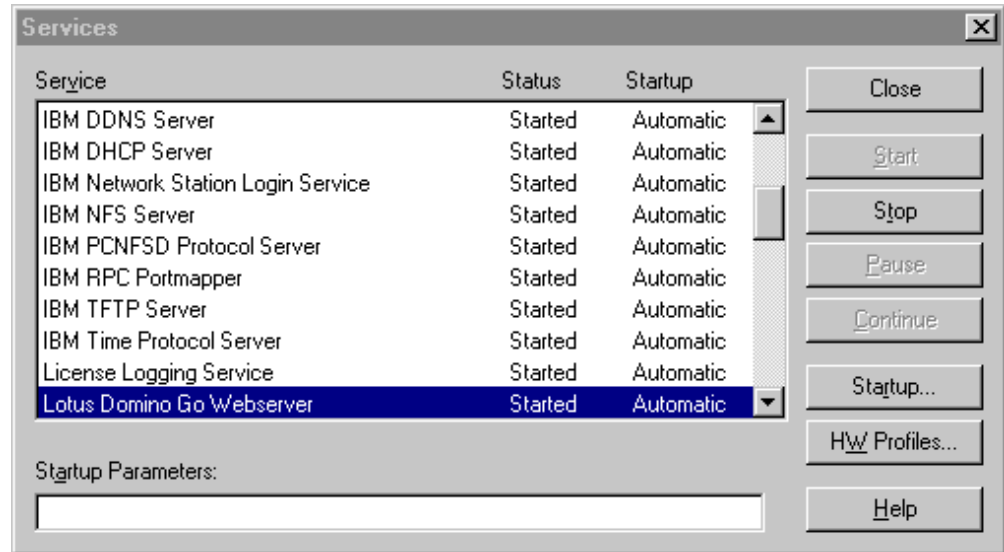 Services
Service Status Startup
IBM DDNS Server Started Automatic
IBM DHCP Server Started Automatic
IBM Network Station Login Service Started Automatic
IBM NFS Server Started Automatic
IBM PCNFSD Protocol Server Started Automatic
IBM RPC Portmapper Started Automatic
IBM TFTP Server Started Automatic
IBM Time Protocol Server Started Automatic
License Logging Service Started Automatic
Lotus Domino Go Webserver Started Automatic
Startup Parameters:
Close
Start
Stop
Pause
Continue
Startup...
HW Profiles...
Help